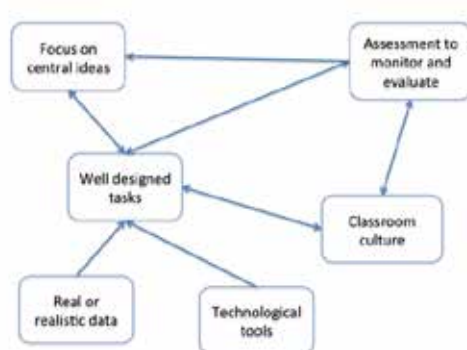 Focus on
central ideas
Assessment to
monitor and
evaluate
Well designed
tasks
Classroom
culture
Real or
realistic data
Technological
tools